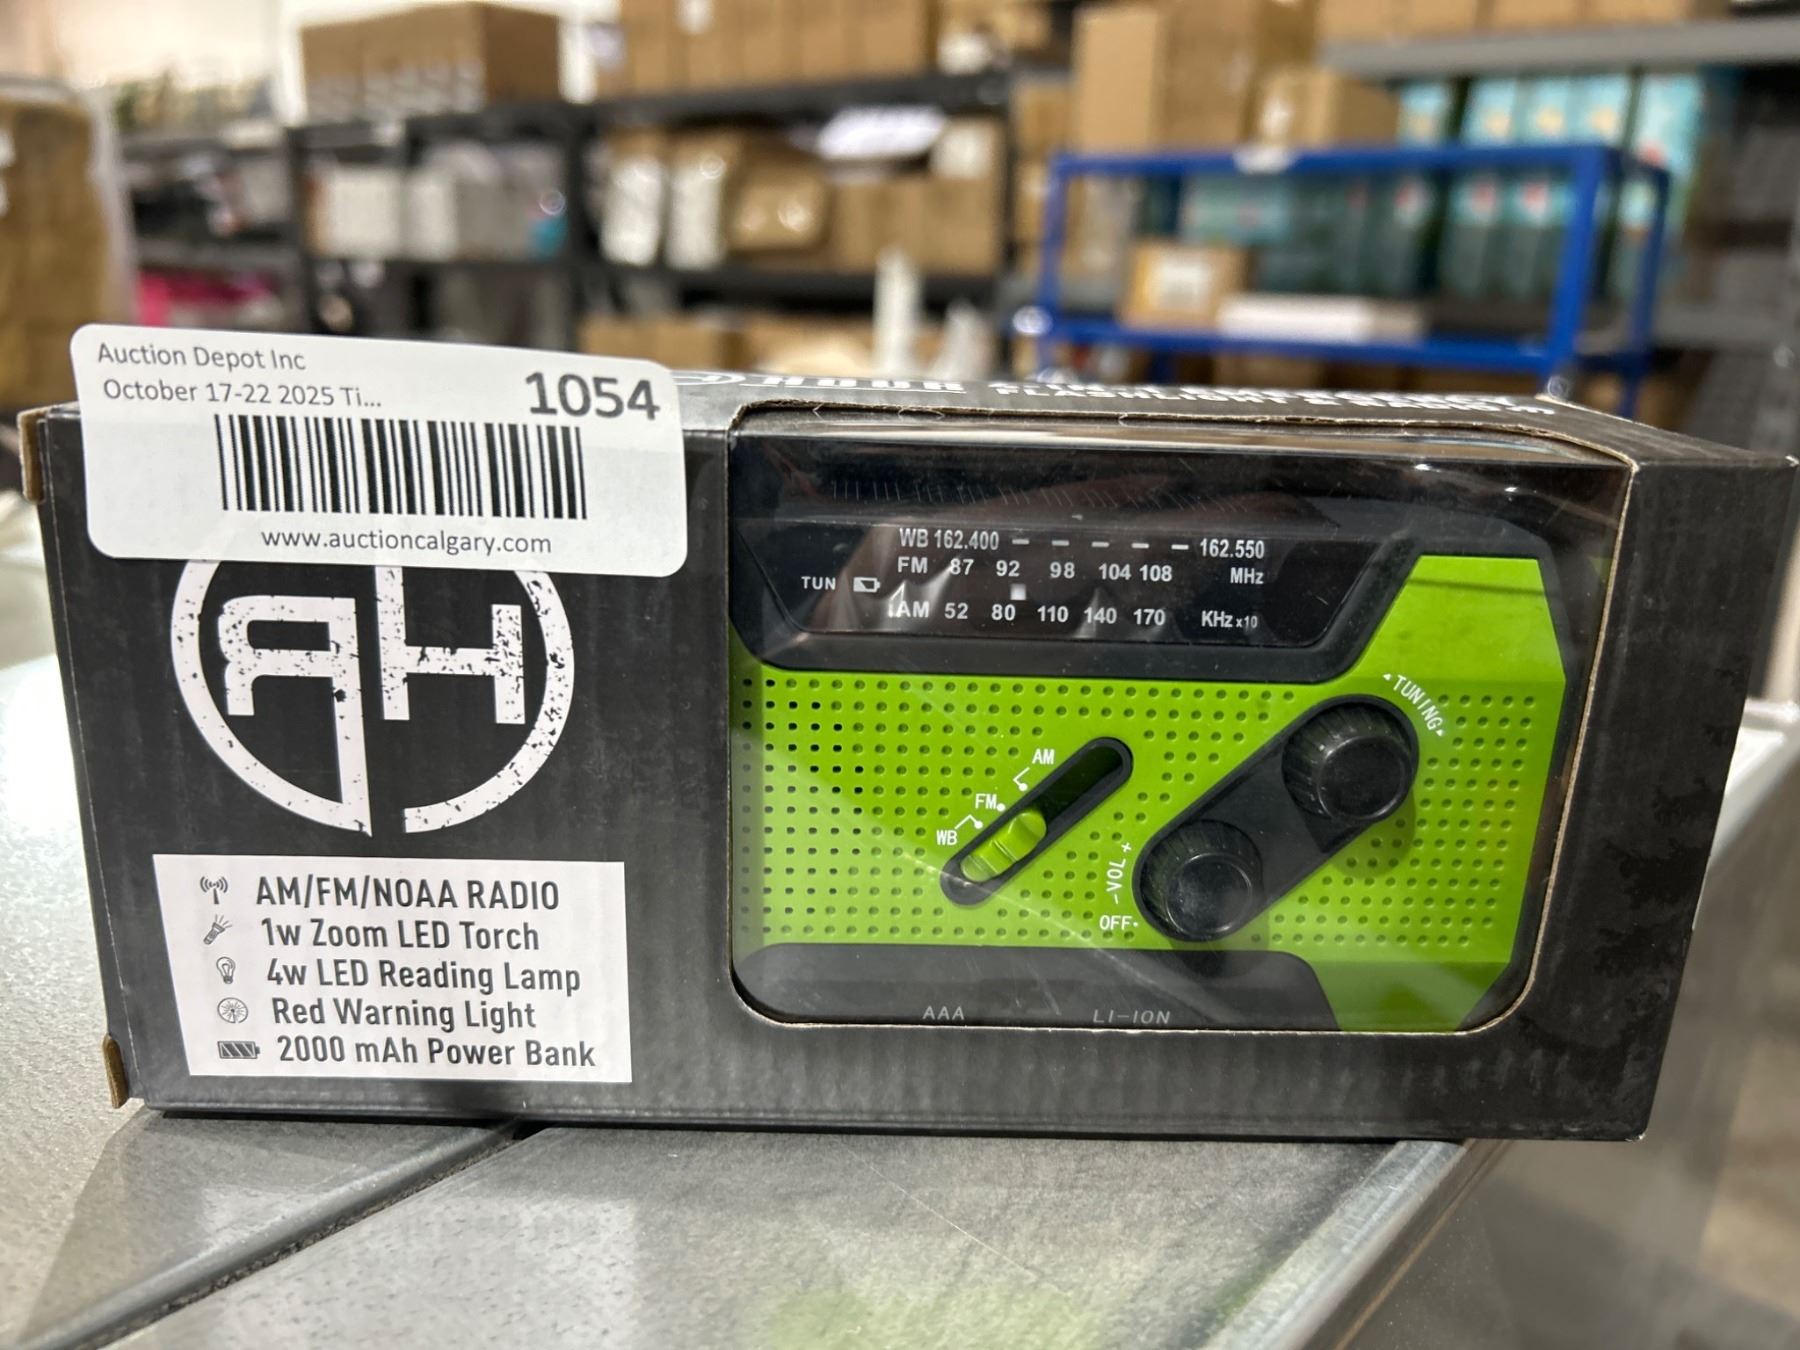 Auction Depot Inc
October 17-22 2025 Ti...
1054
www.auctioncalgary.com
FLASHLIGHT
WB 162.400 – – – – – 162.550
FM 87 92 98 104 108 MHz
TUN
AM 52 80 110 140 170 KHz x10
TUNING
AM
FM
WB
- VOL +
OFF
AAA
LI-ION
RH
AM/FM/NOAA RADIO
1w Zoom LED Torch
4w LED Reading Lamp
Red Warning Light
2000 mAh Power Bank